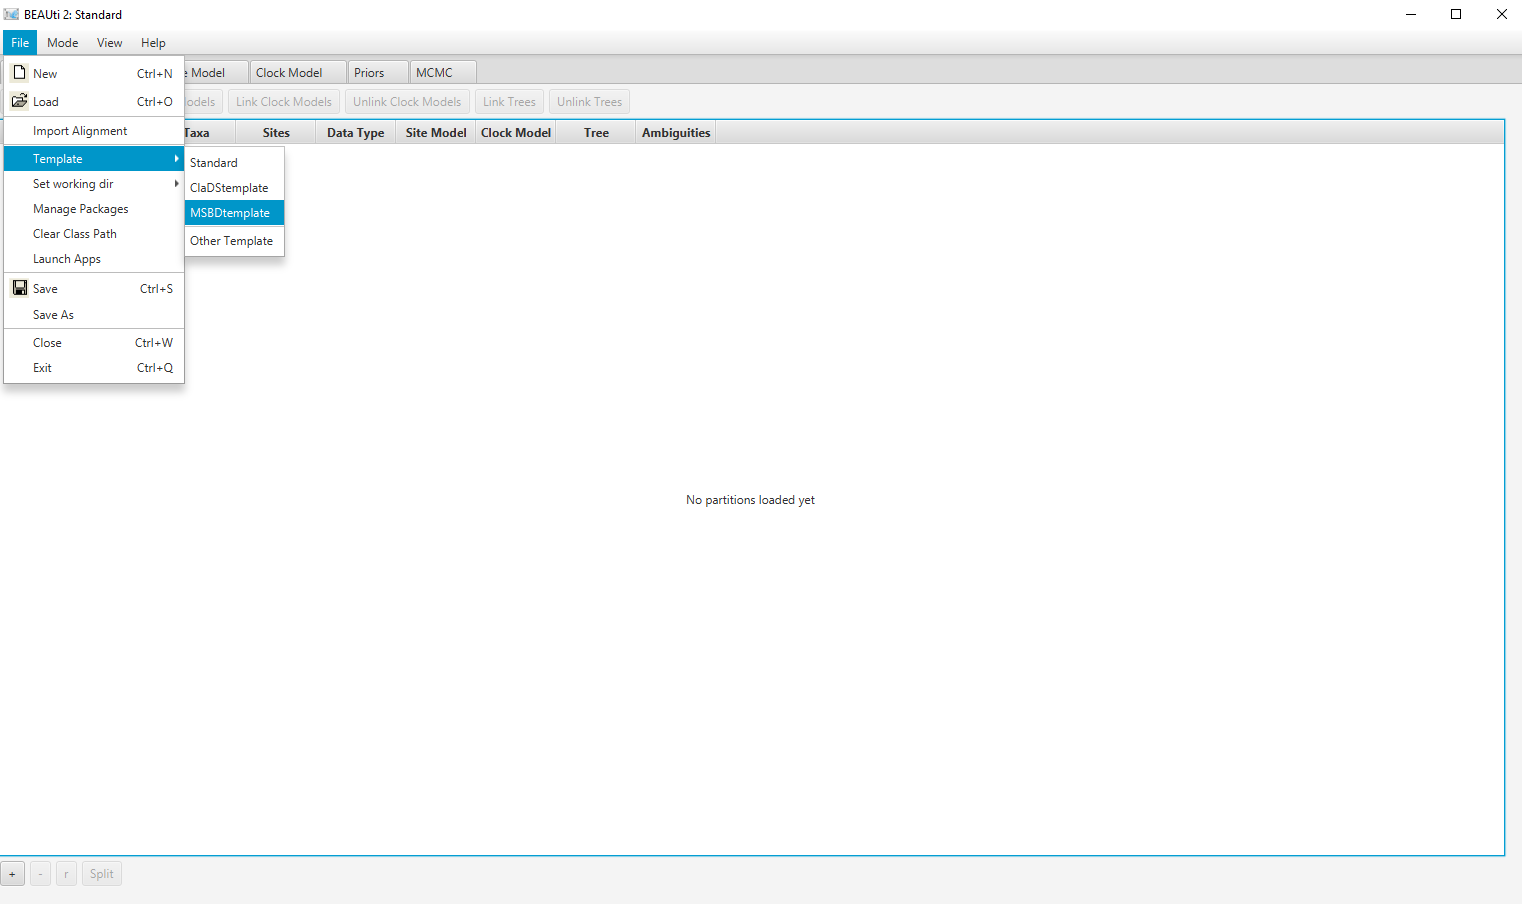 BEAUti 2: Standard
File Mode View Help
New Ctrl+N
Load Ctrl+O
Import Alignment
Template
Set working dir
Manage Packages
Clear Class Path
Launch Apps
Save Ctrl+S
Save As
Close Ctrl+W
Exit Ctrl+Q
Standard
ClaDStemplate
MSBDtemplate
Other Template
e Model Clock Model Priors MCMC
odels Link Clock Models Unlink Clock Models Link Trees Unlink Trees
Taxa Sites Data Type Site Model Clock Model Tree Ambiguities
No partitions loaded yet
+ - r Split